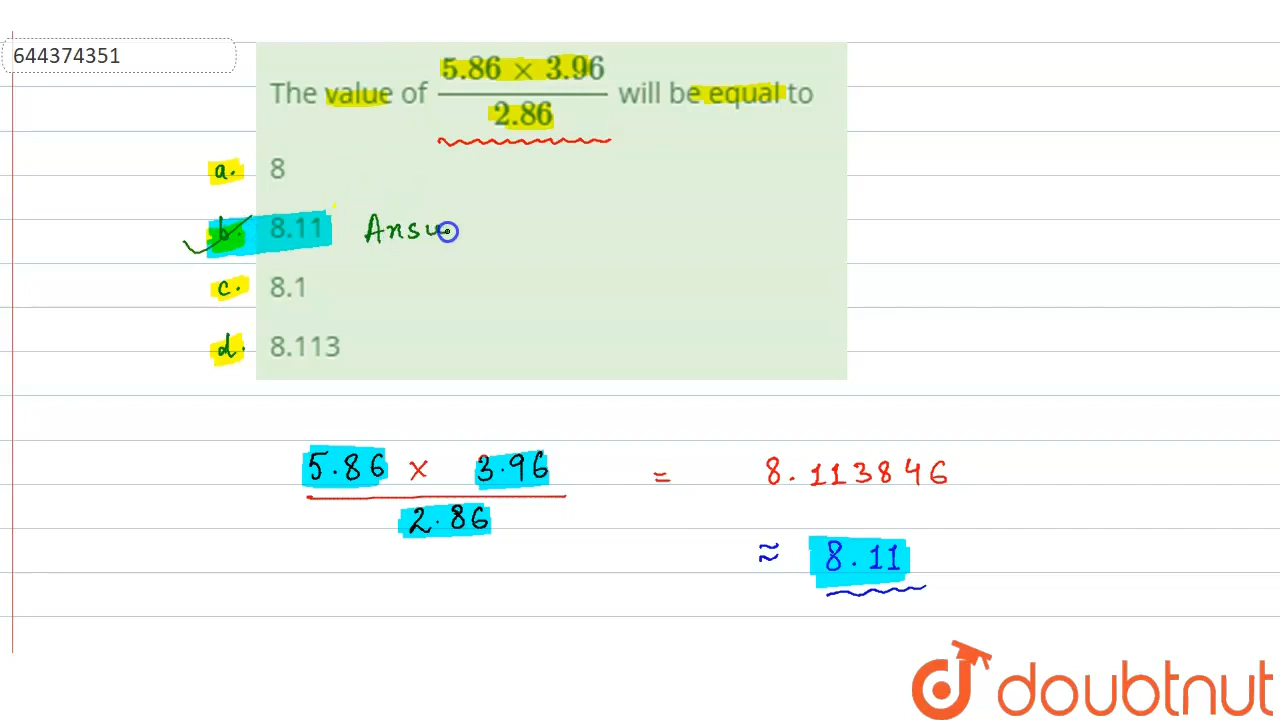 644374351
The value of 5.86 × 3.96 / 2.86 will be equal to
a. 8
b. 8.11 Answ
c. 8.1
d. 8.113
5.86 × 3.96 = 8.113846
2.86
≈ 8.11
doubtnut